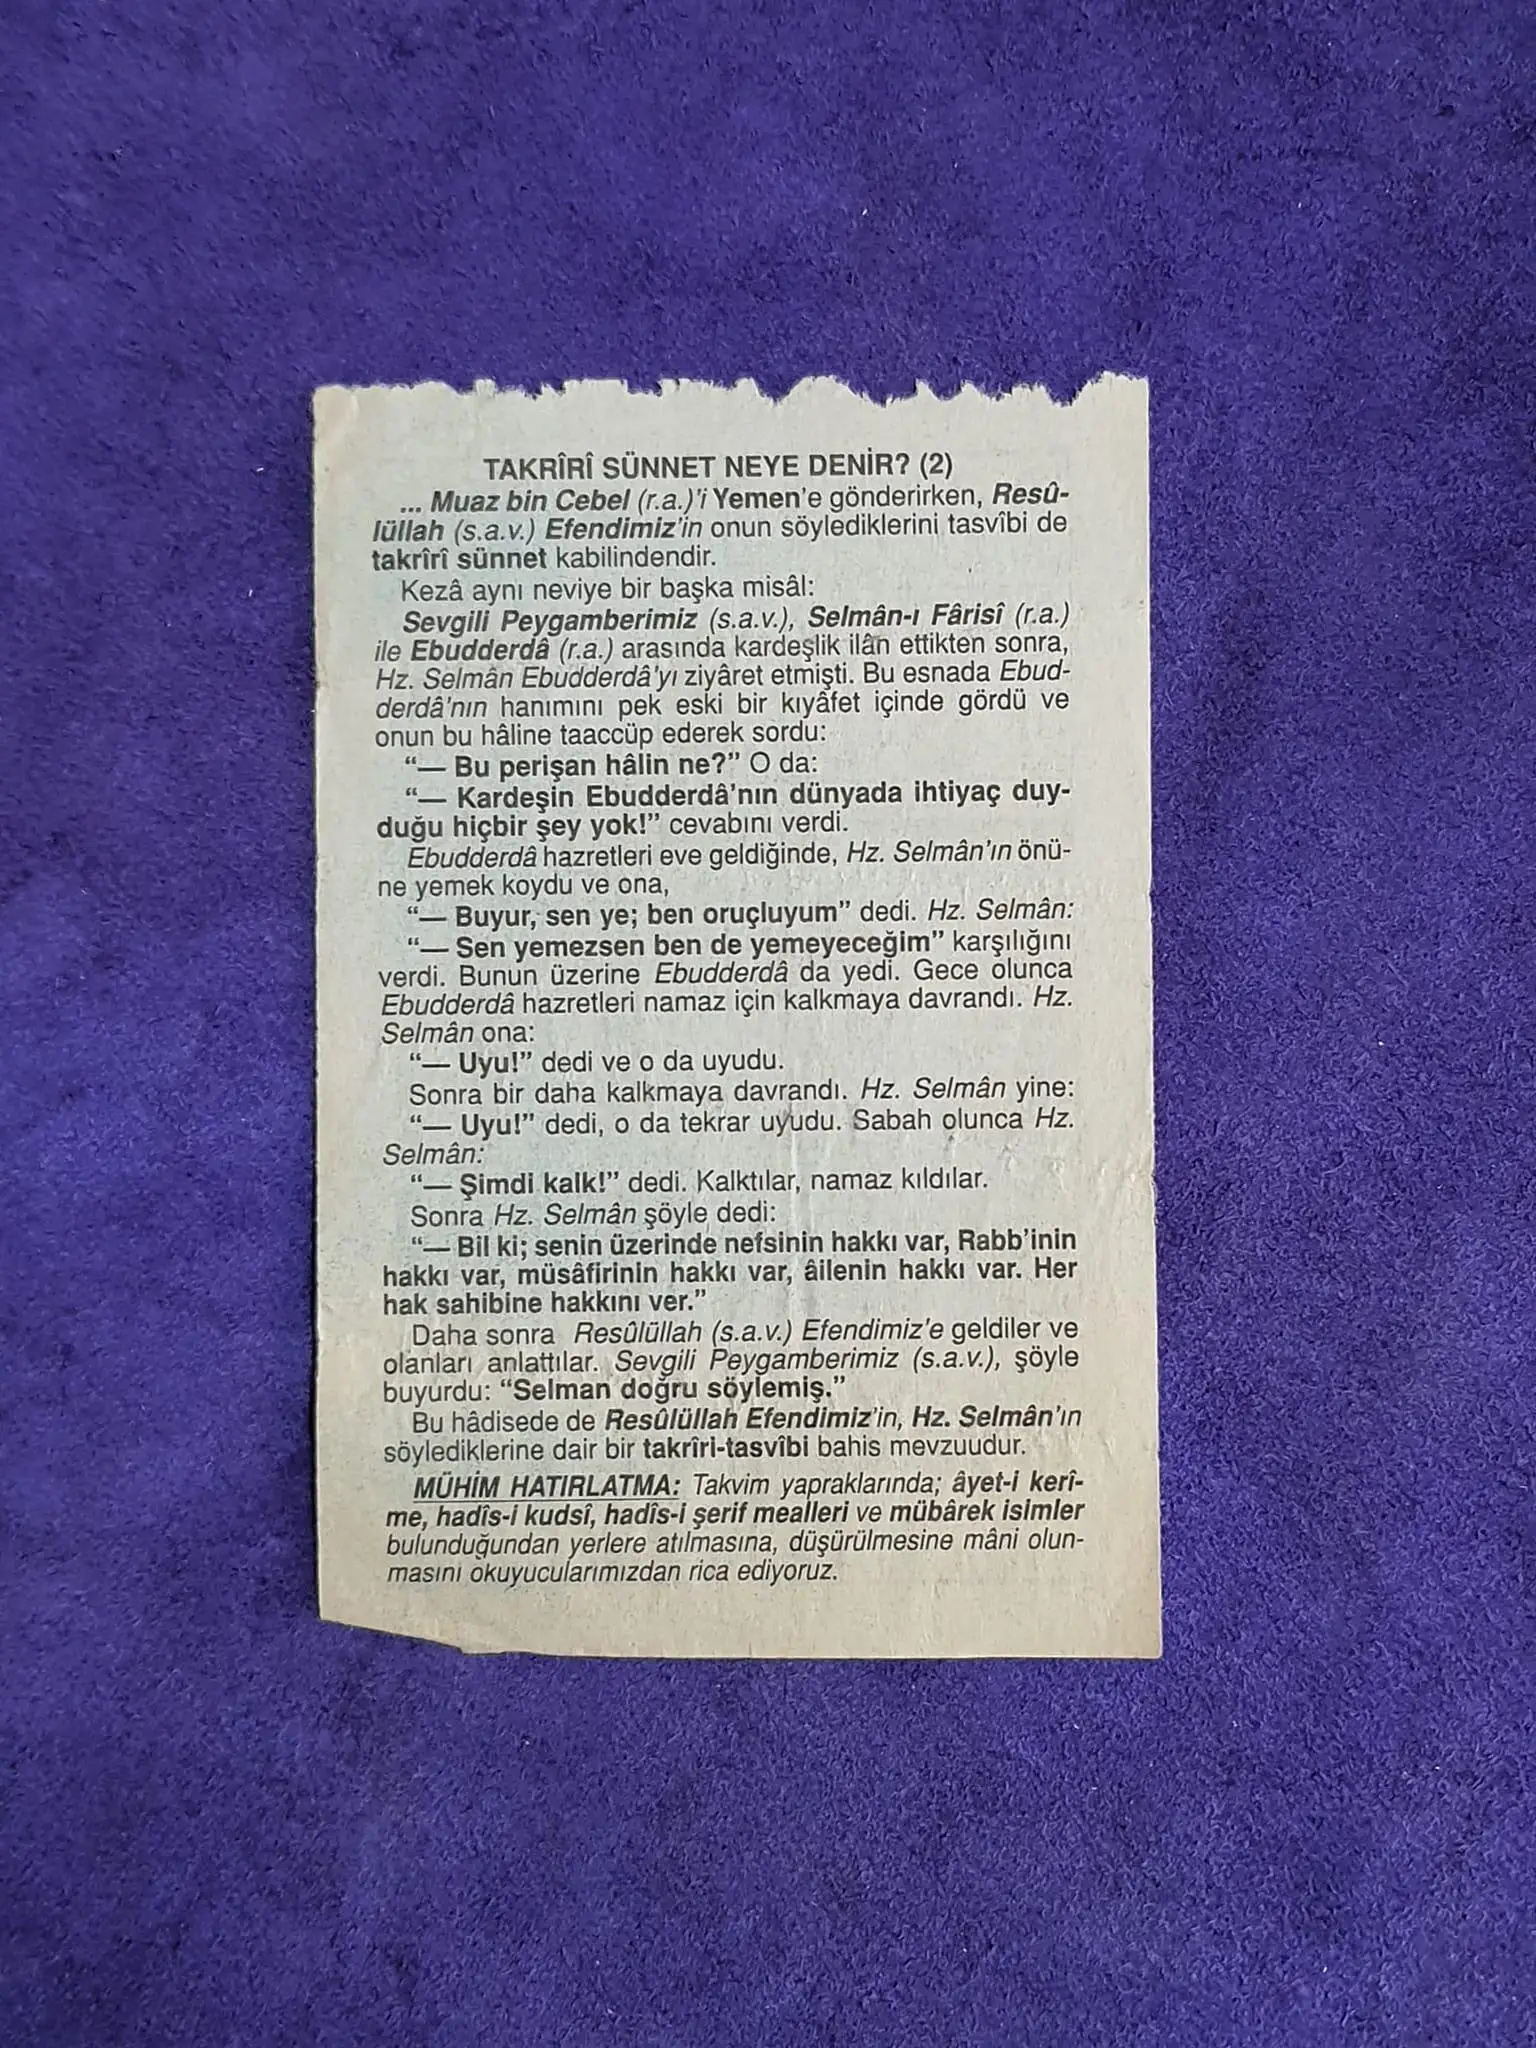 TAKRÎRÎ SÜNNET NEYE DENİR? (2)
... Muaz bin Cebel (r.a.)'i Yemen'e gönderirken, Resû-
lüllah (s.a.v.) Efendimiz'in onun söylediklerini tasvîbi de
takrîrî sünnet kabilindendir.
Kezâ aynı neviye bir başka misâl:
Sevgili Peygamberimiz (s.a.v.), Selmân-ı Fârisî (r.a.)
ile Ebudderdâ (r.a.) arasında kardeşlik ilân ettikten sonra,
Hz. Selmân Ebudderdâ'yı ziyâret etmişti. Bu esnada Ebud-
derdâ'nın hanımını pek eski bir kıyâfet içinde gördü ve
onun bu hâline taaccüp ederek sordu:
“— Bu perişan hâlin ne?” O da:
“— Kardeşin Ebudderdâ'nın dünyada ihtiyaç duy-
duğu hiçbir şey yok!” cevabını verdi.
Ebudderdâ hazretleri eve geldiğinde, Hz. Selmân'ın önü-
ne yemek koydu ve ona,
“— Buyur, sen ye; ben oruçluyum” dedi. Hz. Selmân:
“— Sen yemezsen ben de yemeyeceğim” karşılığını
verdi. Bunun üzerine Ebudderdâ da yedi. Gece olunca
Ebudderdâ hazretleri namaz için kalkmaya davrandı. Hz.
Selmân ona:
“— Uyu!” dedi ve o da uyudu.
Sonra bir daha kalkmaya davrandı. Hz. Selmân yine:
“— Uyu!” dedi, o da tekrar uyudu. Sabah olunca Hz.
Selmân:
“— Şimdi kalk!” dedi. Kalktılar, namaz kıldılar.
Sonra Hz. Selmân şöyle dedi:
“— Bil ki; senin üzerinde nefsinin hakkı var, Rabb'inin
hakkı var, müsâfirinin hakkı var, âilenin hakkı var. Her
hak sahibine hakkını ver.”
Daha sonra Resûlüllah (s.a.v.) Efendimiz'e geldiler ve
olanları anlattılar. Sevgili Peygamberimiz (s.a.v.), şöyle
buyurdu: “Selman doğru söylemiş.”
Bu hâdisede de Resûlüllah Efendimiz'in, Hz. Selmân'ın
söylediklerine dair bir takrîri-tasvîbi bahis mevzuudur.
MÜHİM HATIRLATMA: Takvim yapraklarında; âyet-i kerî-
me, hadîs-i kudsî, hadîs-i şerif mealleri ve mübârek isimler
bulunduğundan yerlere atılmasına, düşürülmesine mâni olun-
masını okuyucularımızdan rica ediyoruz.